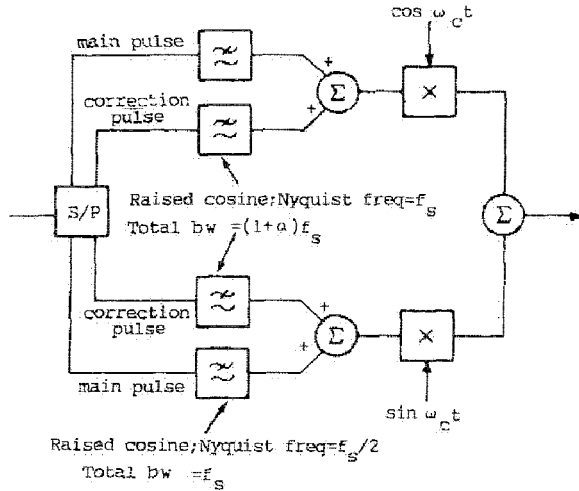 cos ω_c t
main pulse
correction
pulse
+
Σ
+
×
Raised cosine;Nyquist freq=f_s
Total bw =(1+α)f_s
S/P
Σ
correction
pulse
+
Σ
+
×
main pulse
sin ω_c t
Raised cosine;Nyquist freq=f_s/2
Total bw =f_s